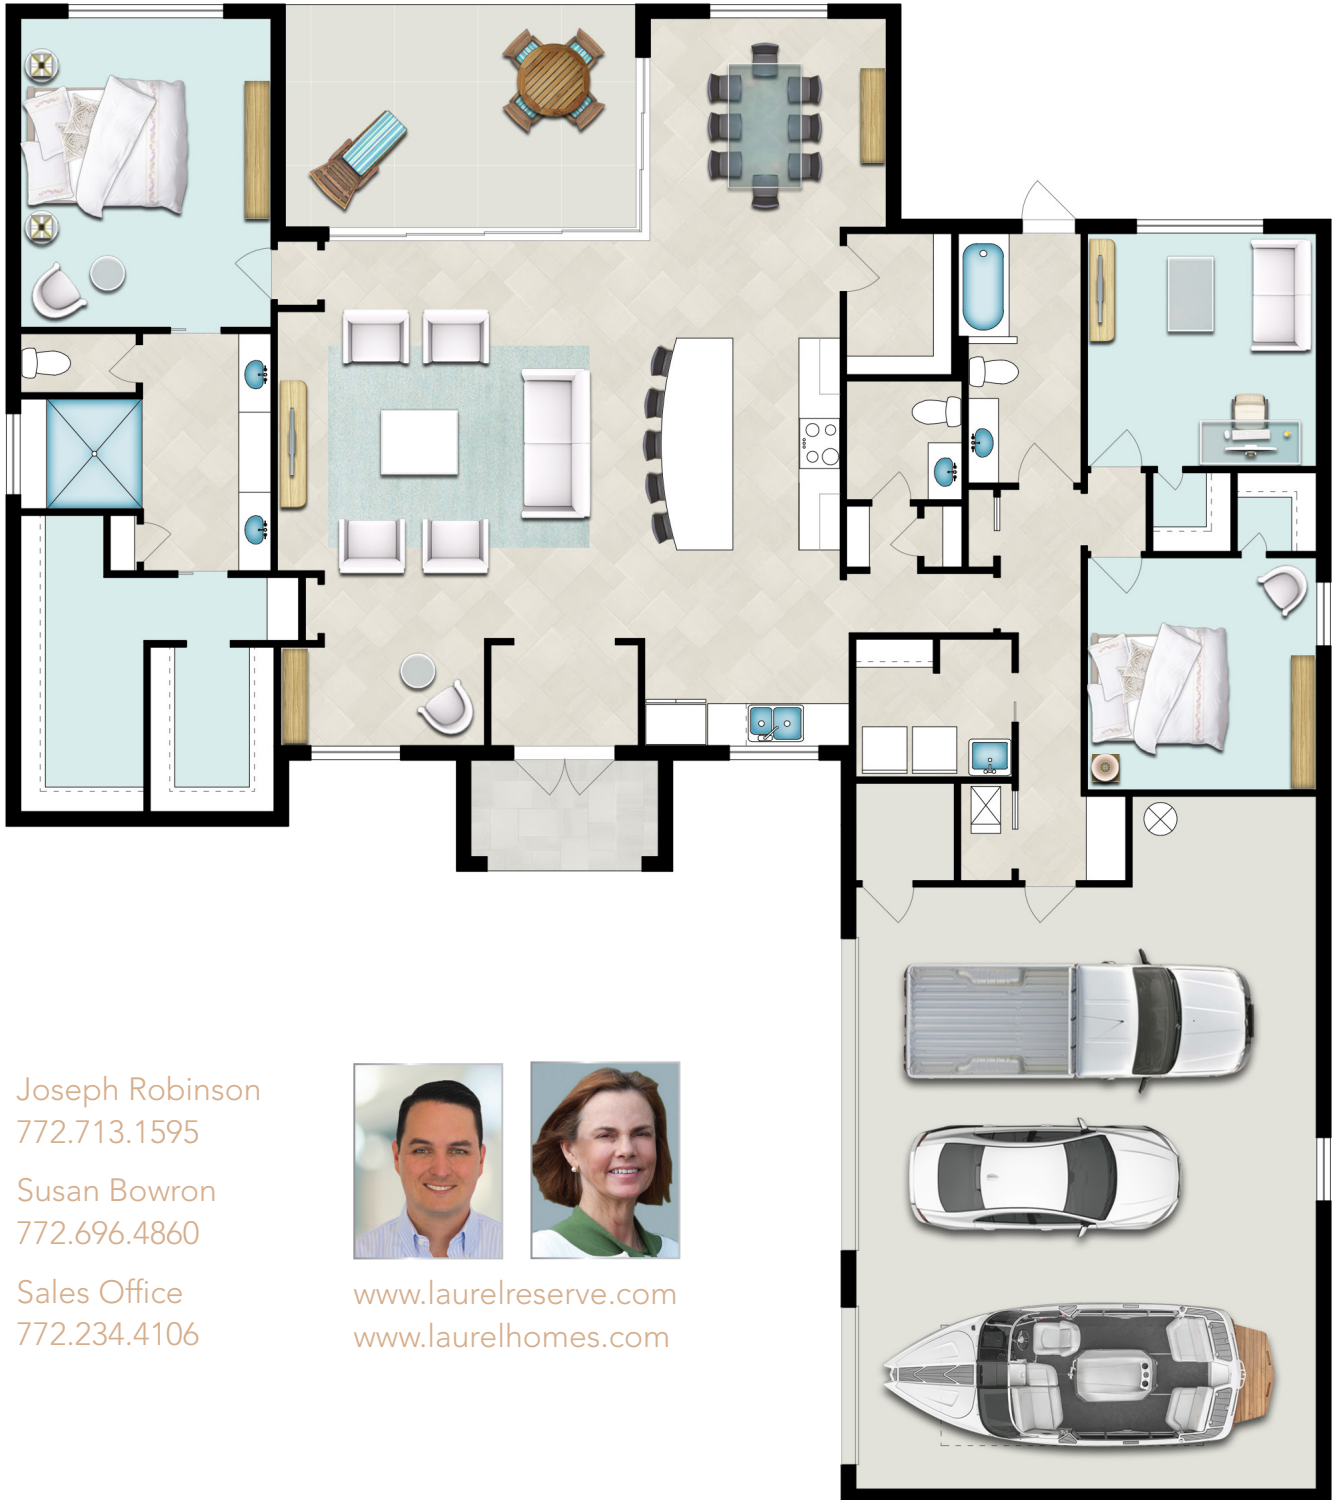 Joseph Robinson
772.713.1595
Susan Bowron
772.696.4860
Sales Office
772.234.4106
www.laurelreserve.com
www.laurelhomes.com